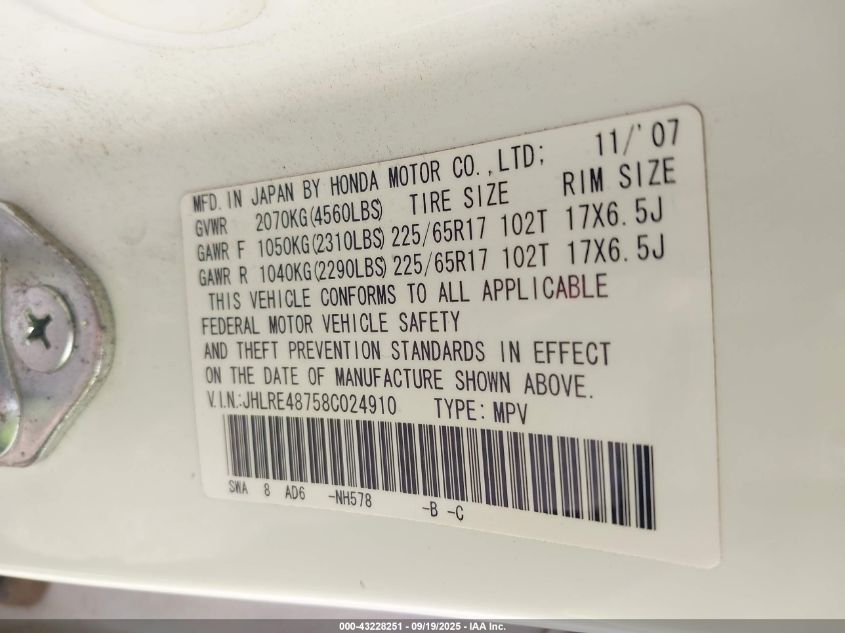 MFD. IN JAPAN BY HONDA MOTOR CO.,LTD; 11/'07
GVWR 2070KG(4560LBS) TIRE SIZE RIM SIZE
GAWR F 1050KG(2310LBS) 225/65R17 102T 17X6.5J
GAWR R 1040KG(2290LBS) 225/65R17 102T 17X6.5J
THIS VEHICLE CONFORMS TO ALL APPLICABLE
FEDERAL MOTOR VEHICLE SAFETY
AND THEFT PREVENTION STANDARDS IN EFFECT
ON THE DATE OF MANUFACTURE SHOWN ABOVE.
V.I.N.:JHLRE48758C024910 TYPE: MPV
SWA 8 AD6 -NH578 -B -C
000-43228251 - 09/19/2025 - IAA Inc.